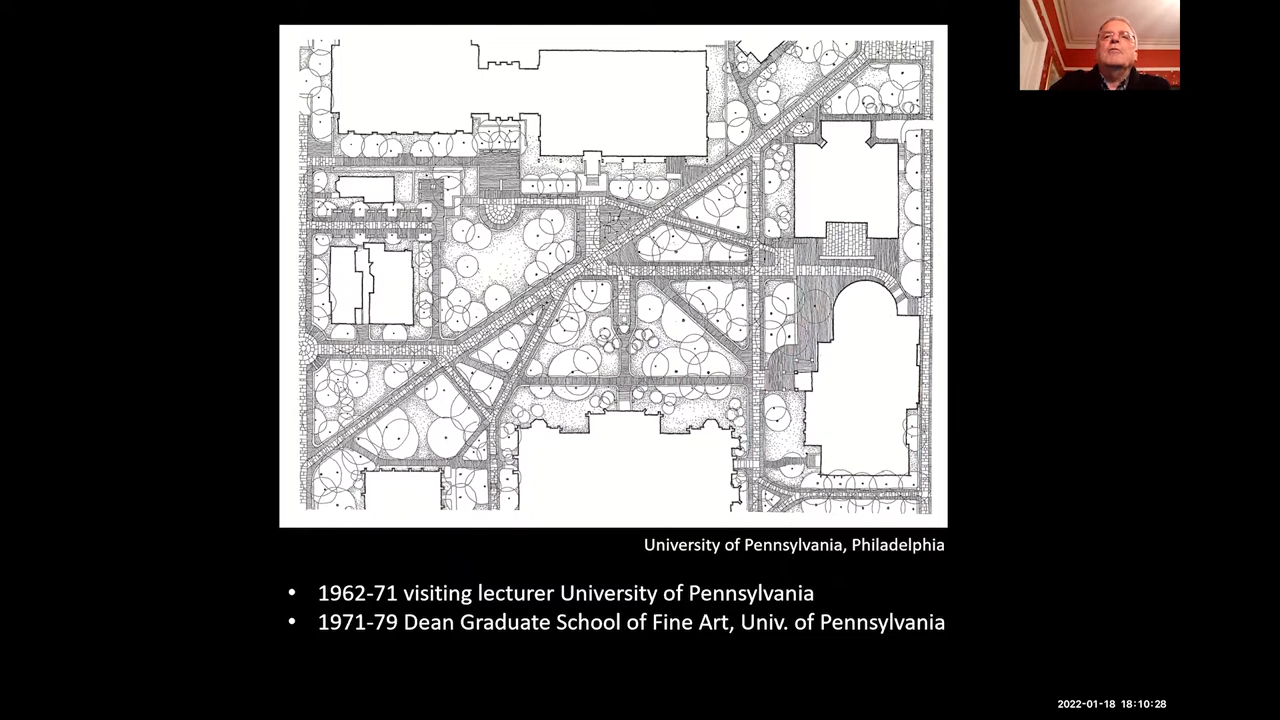 University of Pennsylvania, Philadelphia
• 1962-71 visiting lecturer University of Pennsylvania
• 1971-79 Dean Graduate School of Fine Art, Univ. of Pennsylvania
2022-01-18 18:10:28